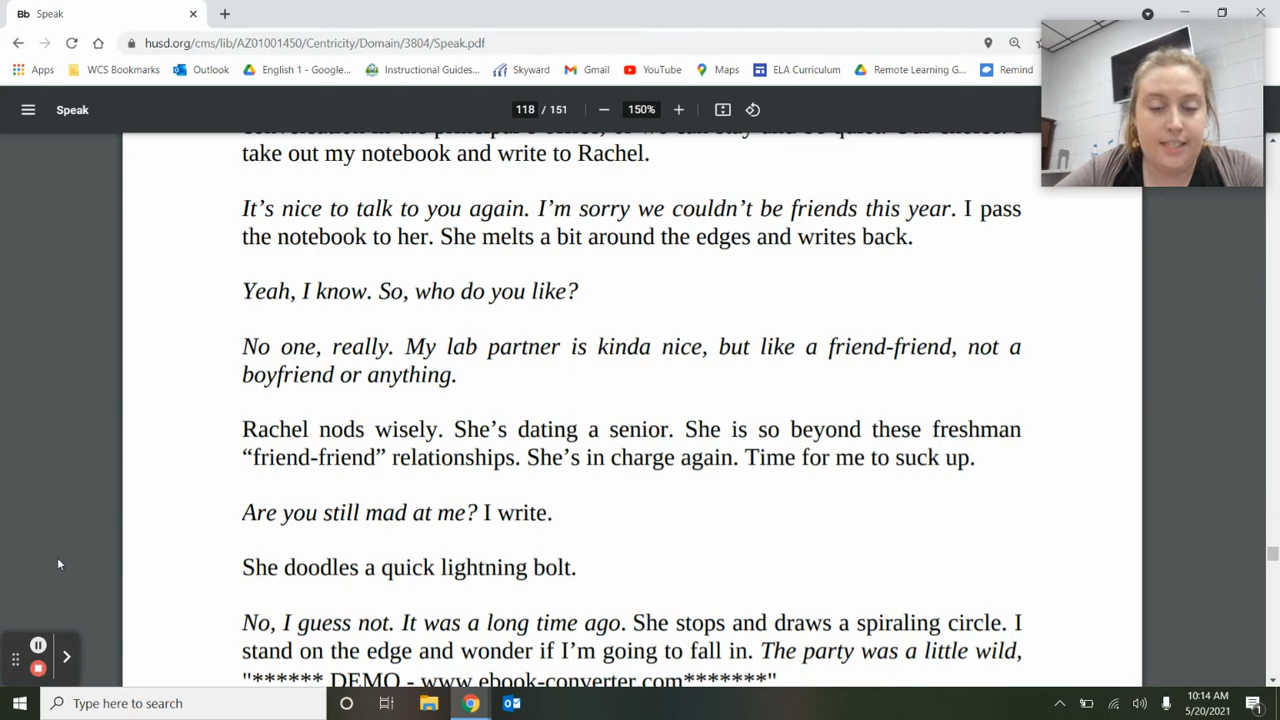 Bb Speak
husd.org/cms/lib/AZ01001450/Centricity/Domain/3804/Speak.pdf
Apps WCS Bookmarks Outlook English 1 - Google... Instructional Guides... Skyward Gmail YouTube Maps ELA Curriculum Remote Learning G... Remind
Speak 118 / 151 150%
take out my notebook and write to Rachel.
It's nice to talk to you again. I'm sorry we couldn't be friends this year. I pass
the notebook to her. She melts a bit around the edges and writes back.
Yeah, I know. So, who do you like?
No one, really. My lab partner is kinda nice, but like a friend-friend, not a
boyfriend or anything.
Rachel nods wisely. She's dating a senior. She is so beyond these freshman
“friend-friend” relationships. She's in charge again. Time for me to suck up.
Are you still mad at me? I write.
She doodles a quick lightning bolt.
No, I guess not. It was a long time ago. She stops and draws a spiraling circle. I
stand on the edge and wonder if I'm going to fall in. The party was a little wild,
"****** DEMO - www.ebook-converter.com*******"
Type here to search
10:14 AM
5/20/2021